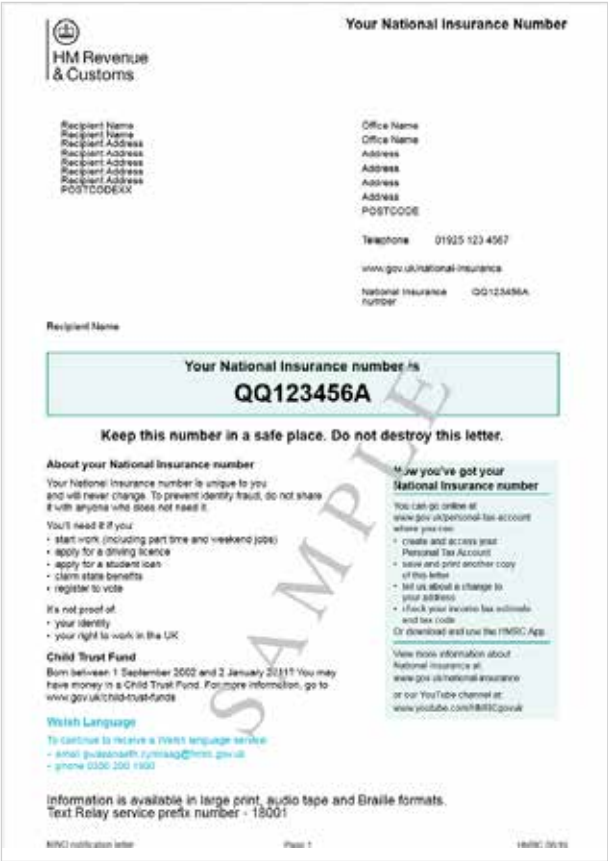 Your National Insurance Number
HM Revenue
& Customs
Recipient Name
Recipient Name
Recipient Address
Recipient Address
Recipient Address
Recipient Address
Recipient Address
POSTCODEXX
Office Name
Office Name
Address
Address
Address
Address
POSTCODE
Telephone 01925 123 4567
www.gov.uk/national-insurance
National Insurance QQ123456A
number
Recipient Name
Your National Insurance number is
QQ123456A
Keep this number in a safe place. Do not destroy this letter.
About your National Insurance number
Your National Insurance number is unique to you
and will never change. To prevent identity fraud, do not share
it with anyone who does not need it.
You'll need it if you:
• start work (including part time and weekend jobs)
• apply for a driving licence
• apply for a student loan
• claim state benefits
• register to vote
It's not proof of:
• your identity
• your right to work in the UK
Child Trust Fund
Born between 1 September 2002 and 2 January 2011? You may
have money in a Child Trust Fund. For more information, go to
www.gov.uk/child-trust-funds
Welsh Language
To continue to receive a Welsh language service:
- email gwasanaeth.cymraeg@hmrc.gov.uk
- phone 0300 200 1900
Now you've got your
National Insurance number
You can go online at
www.gov.uk/personal-tax-account
where you can:
• create and access your
Personal Tax Account
• save and print another copy
of this letter
• tell us about a change to
your address
• check your income tax estimate
and tax code
Or download and use the HMRC App.
View more information about
National Insurance at
www.gov.uk/national-insurance
or our YouTube channel at
www.youtube.com/HMRCgovuk
SAMPLE
Information is available in large print, audio tape and Braille formats.
Text Relay service prefix number - 18001
NINO notification letter
Page 1
HMRC